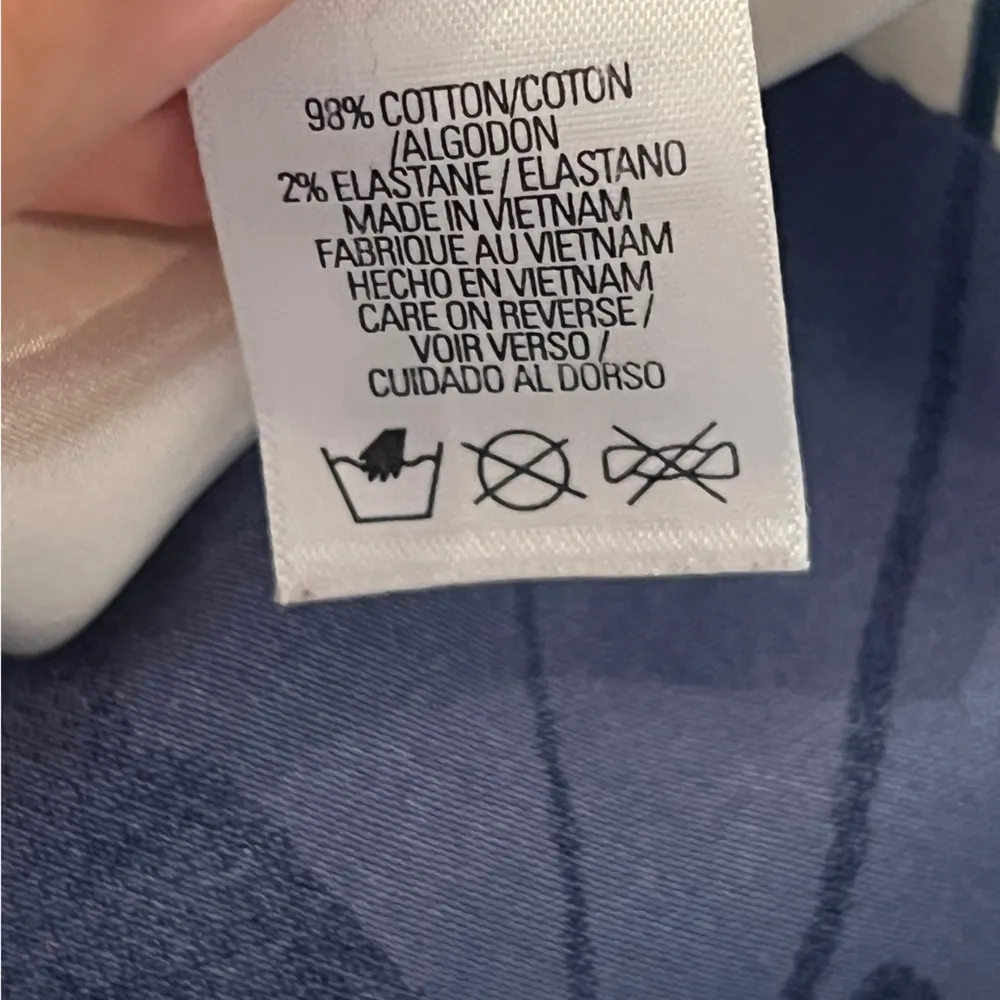 98% COTTON/COTON
/ALGODON
2% ELASTANE/ELASTANO
MADE IN VIETNAM
FABRIQUE AU VIETNAM
HECHO EN VIETNAM
CARE ON REVERSE/
VOIR VERSO/
CUIDADO AL DORSO